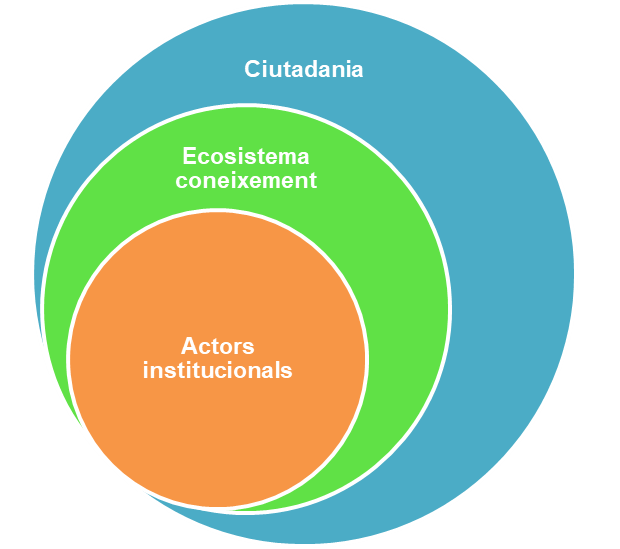 Ciutadania
Ecosistema
coneixement
Actors
institucionals